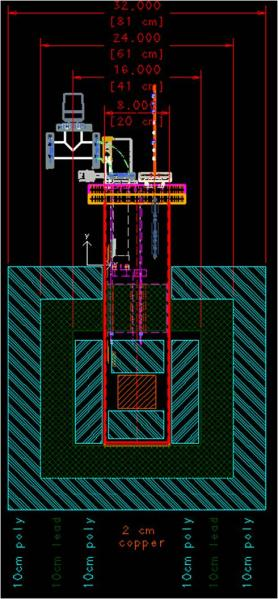 32.000
[81 cm]
24.000
[61 cm]
16.000
[41 cm]
8.000
[20 cm]
y
2 cm
copper
10cm poly
10cm lead
10cm poly
10cm poly
10cm lead
10cm poly